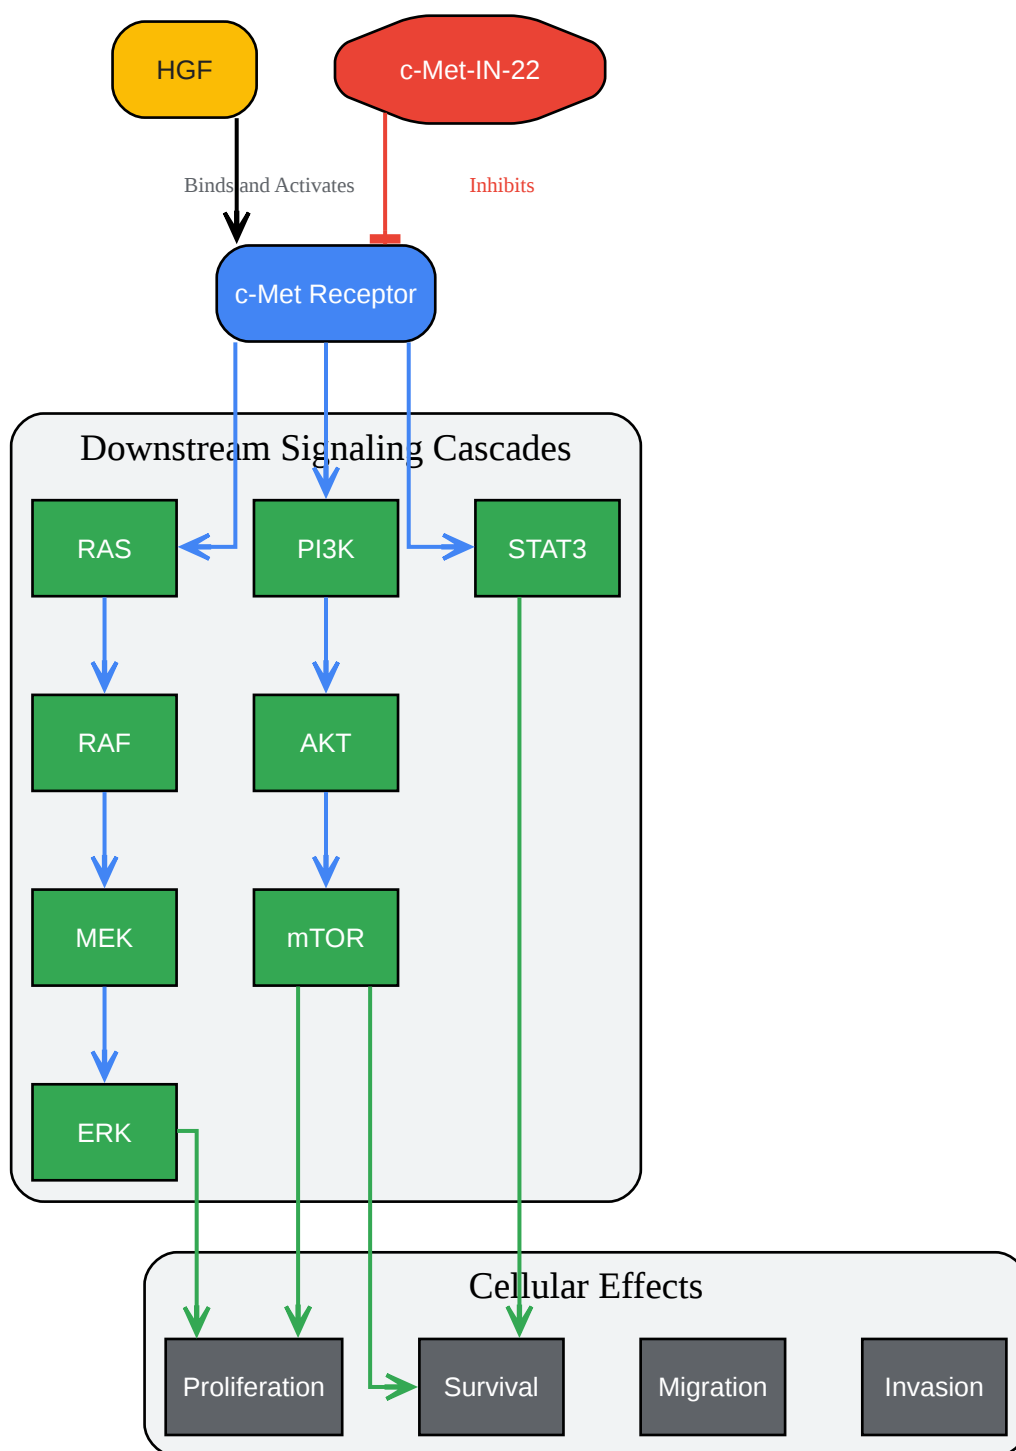 HGF
c-Met-IN-22
Binds and Activates
Inhibits
c-Met Receptor
Downstream Signaling Cascades
RAS
PI3K
STAT3
RAF
AKT
MEK
mTOR
ERK
Cellular Effects
Proliferation
Survival
Migration
Invasion